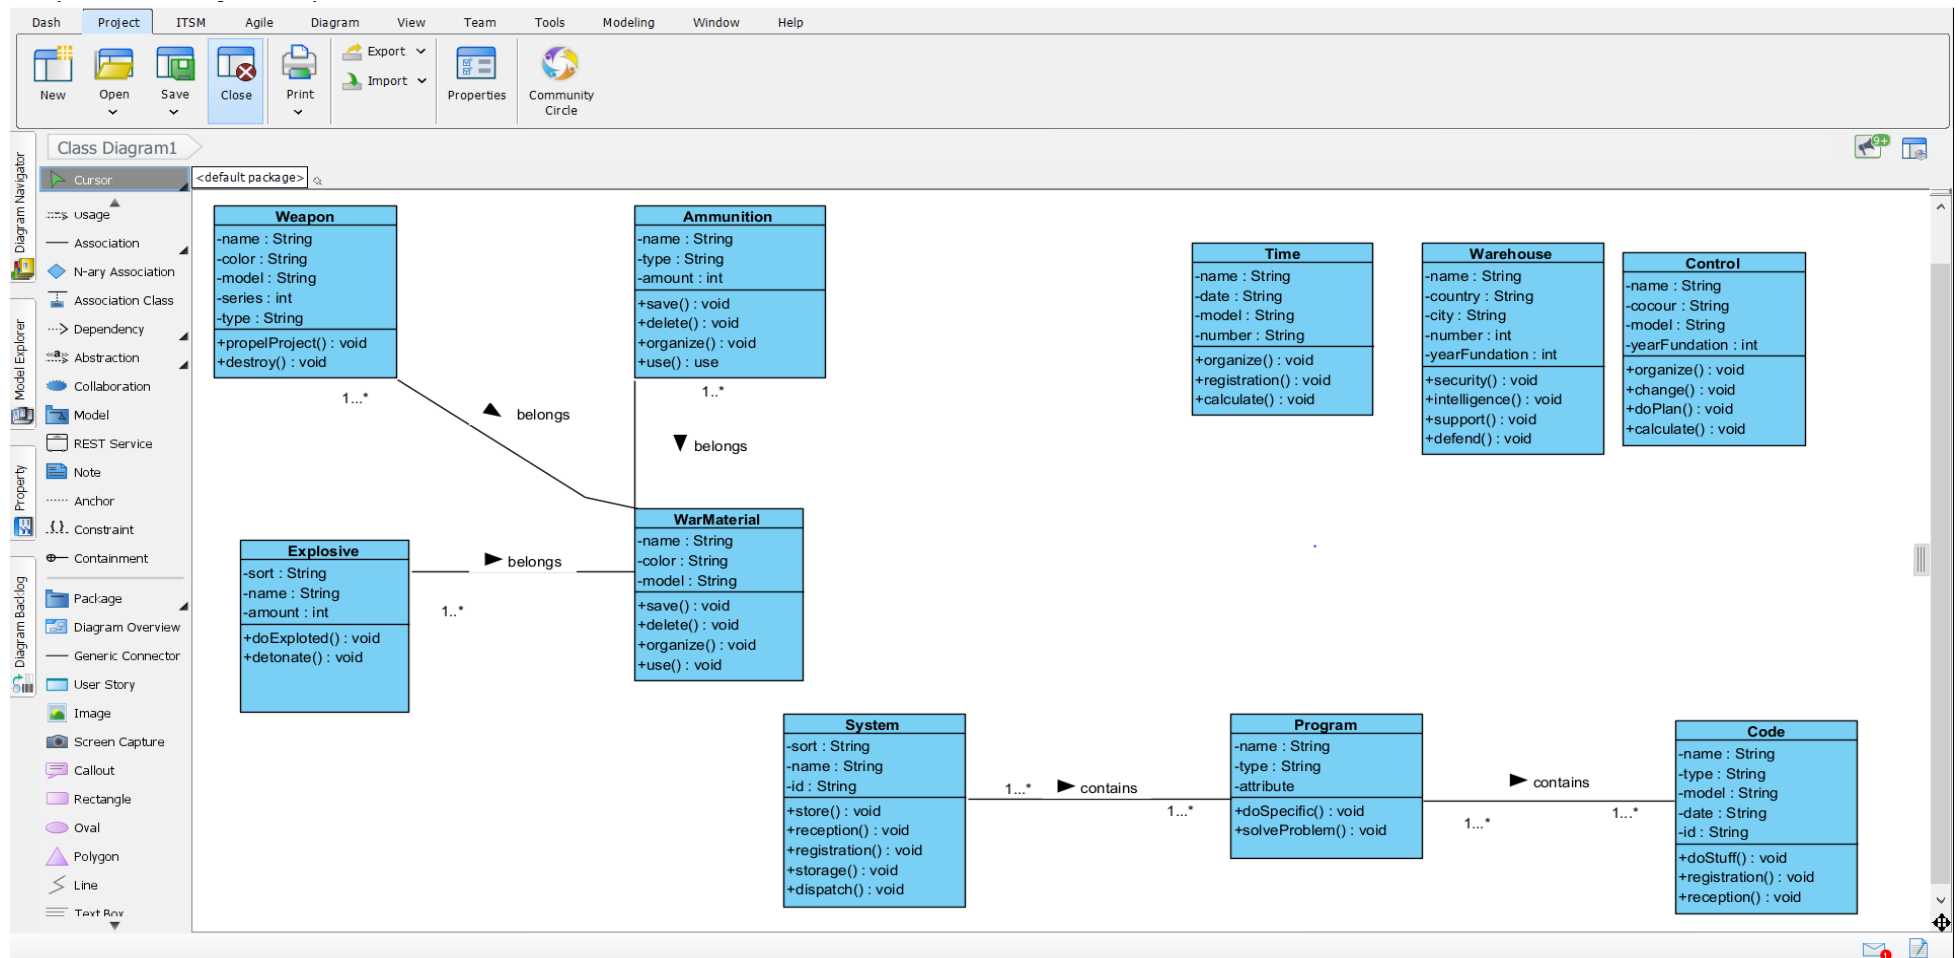 Dash Project ITSM Agile Diagram View Team Tools Modeling Window Help
New Open Save Close Print Export Import Properties Community Circle
Class Diagram1
9+
<default package>
Diagram Navigator
Model Explorer
Property
Diagram Backlog
Cursor
Usage
Association
N-ary Association
Association Class
Dependency
Abstraction
Collaboration
Model
REST Service
Note
Anchor
Constraint
Containment
Package
Diagram Overview
Generic Connector
User Story
Image
Screen Capture
Callout
Rectangle
Oval
Polygon
Line
Text Box
Weapon
-name : String
-color : String
-model : String
-series : int
-type : String
+propelProject() : void
+destroy() : void
1...*
belongs
Ammunition
-name : String
-type : String
-amount : int
+save() : void
+delete() : void
+organize() : void
+use() : use
1..*
belongs
Time
-name : String
-date : String
-model : String
-number : String
+organize() : void
+registration() : void
+calculate() : void
Warehouse
-name : String
-country : String
-city : String
-number : int
-yearFundation : int
+security() : void
+intelligence() : void
+support() : void
+defend() : void
Control
-name : String
-cocour : String
-model : String
-yearFundation : int
+organize() : void
+change() : void
+doPlan() : void
+calculate() : void
Explosive
-sort : String
-name : String
-amount : int
+doExploted() : void
+detonate() : void
belongs
1..*
WarMaterial
-name : String
-color : String
-model : String
+save() : void
+delete() : void
+organize() : void
+use() : void
System
-sort : String
-name : String
-id : String
+store() : void
+reception() : void
+registration() : void
+storage() : void
+dispatch() : void
1...*
contains
1...*
Program
-name : String
-type : String
-attribute
+doSpecific() : void
+solveProblem() : void
1...*
contains
1...*
Code
-name : String
-type : String
-model : String
-date : String
-id : String
+doStuff() : void
+registration() : void
+reception() : void
1